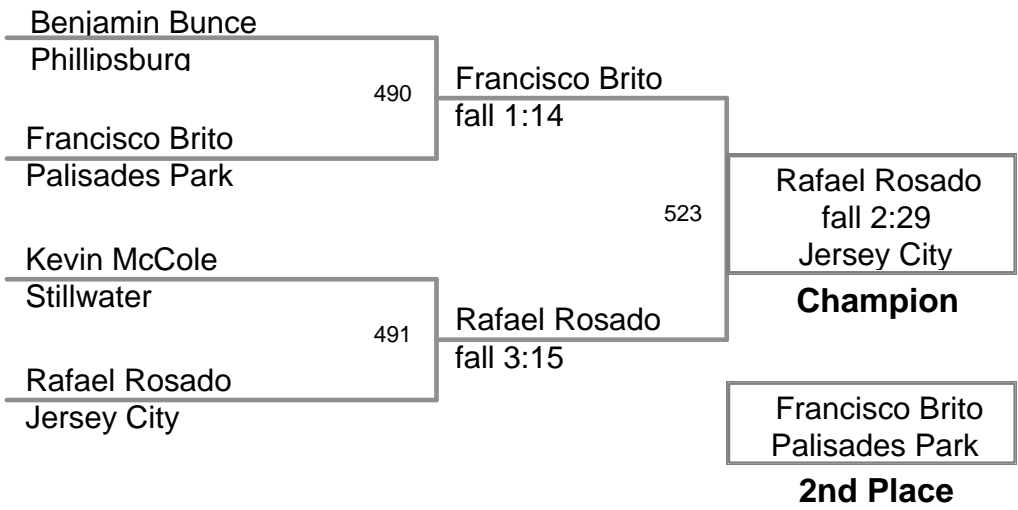 Benjamin Bunce
Phillipsburg
490
Francisco Brito
fall 1:14
Francisco Brito
Palisades Park
Rafael Rosado
fall 2:29
Jersey City
Champion
523
Kevin McCole
Stillwater
491
Rafael Rosado
fall 3:15
Rafael Rosado
Jersey City
Francisco Brito
Palisades Park
2nd Place